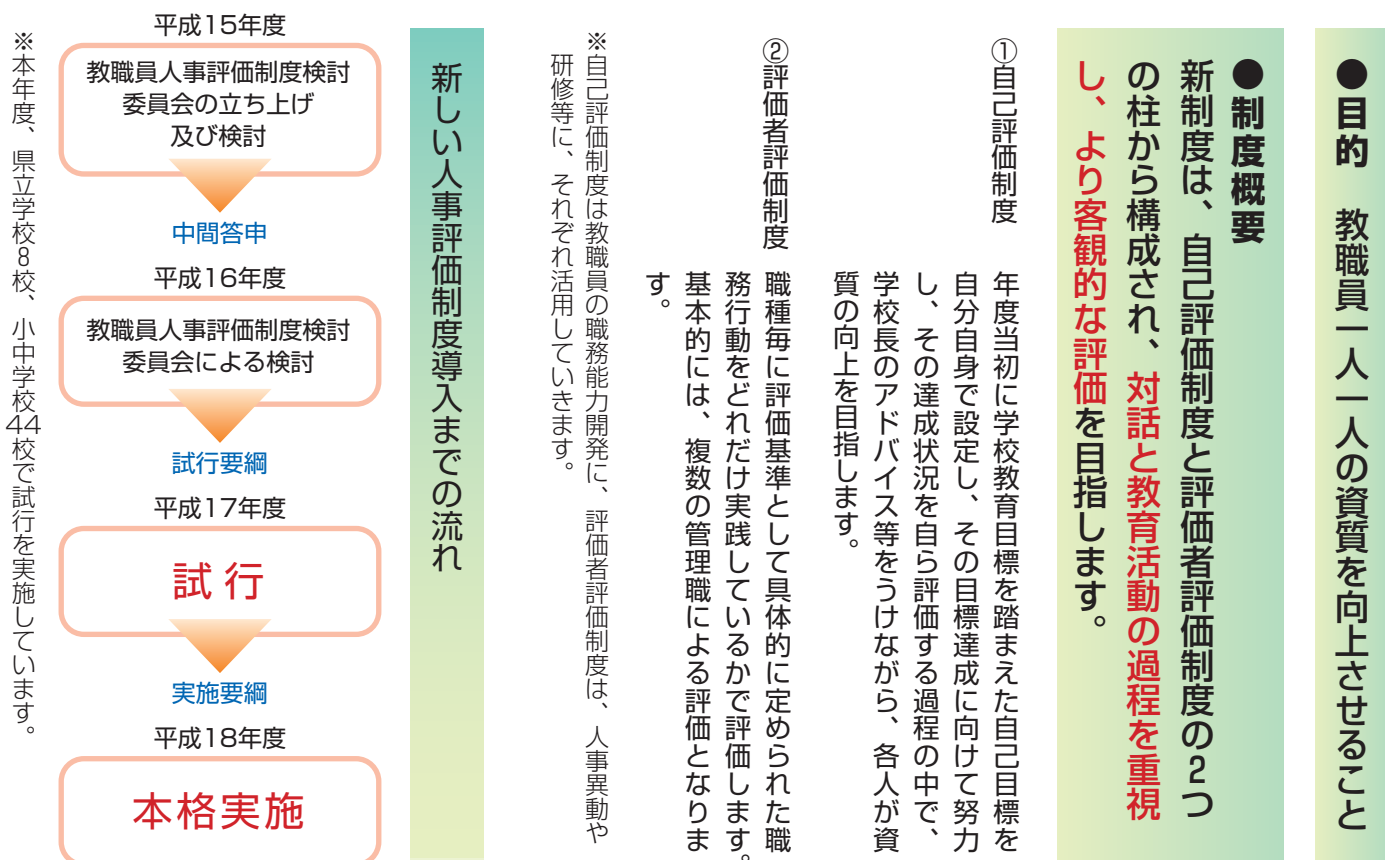 ●目的　教職員一人一人の資質を向上させること
●制度概要
新制度は、自己評価制度と評価者評価制度の2つ
の柱から構成され、対話と教育活動の過程を重視
し、より客観的な評価を目指します。
①自己評価制度
年度当初に学校教育目標を踏まえた自己目標を
自分自身で設定し、その目標達成に向けて努力
し、その達成状況を自ら評価する過程の中で、
学校長のアドバイス等をうけながら、各人が資
質の向上を目指します。
②評価者評価制度
職種毎に評価基準として具体的に定められた職
務行動をどれだけ実践しているかで評価します。
基本的には、複数の管理職による評価となりま
す。
※自己評価制度は教職員の職務能力開発に、評価者評価制度は、人事異動や
研修等に、それぞれ活用していきます。
新しい人事評価制度導入までの流れ
平成15年度
教職員人事評価制度検討
委員会の立ち上げ
及び検討
中間答申
平成16年度
教職員人事評価制度検討
委員会による検討
試行要綱
平成17年度
試行
実施要綱
平成18年度
本格実施
※本年度、県立学校8校、小中学校44校で試行を実施しています。